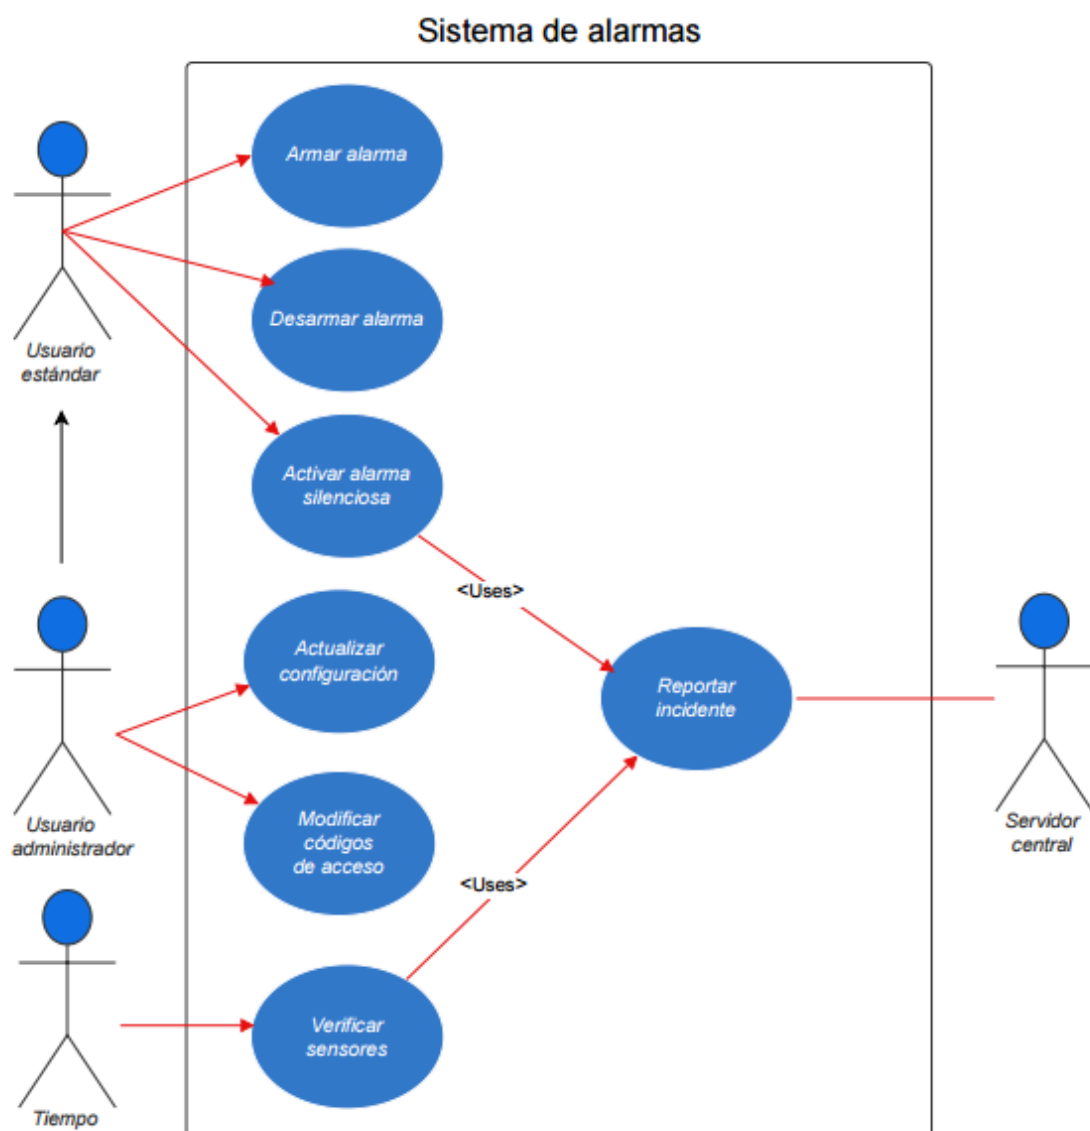 Sistema de alarmas
Armar alarma
Usuario
estándar
Desarmar alarma
Activar alarma
silenciosa
<Uses>
Actualizar
configuración
Usuario
administrador
Modificar
códigos
de acceso
Reportar
incidente
Servidor
central
<Uses>
Tiempo
Verificar
sensores